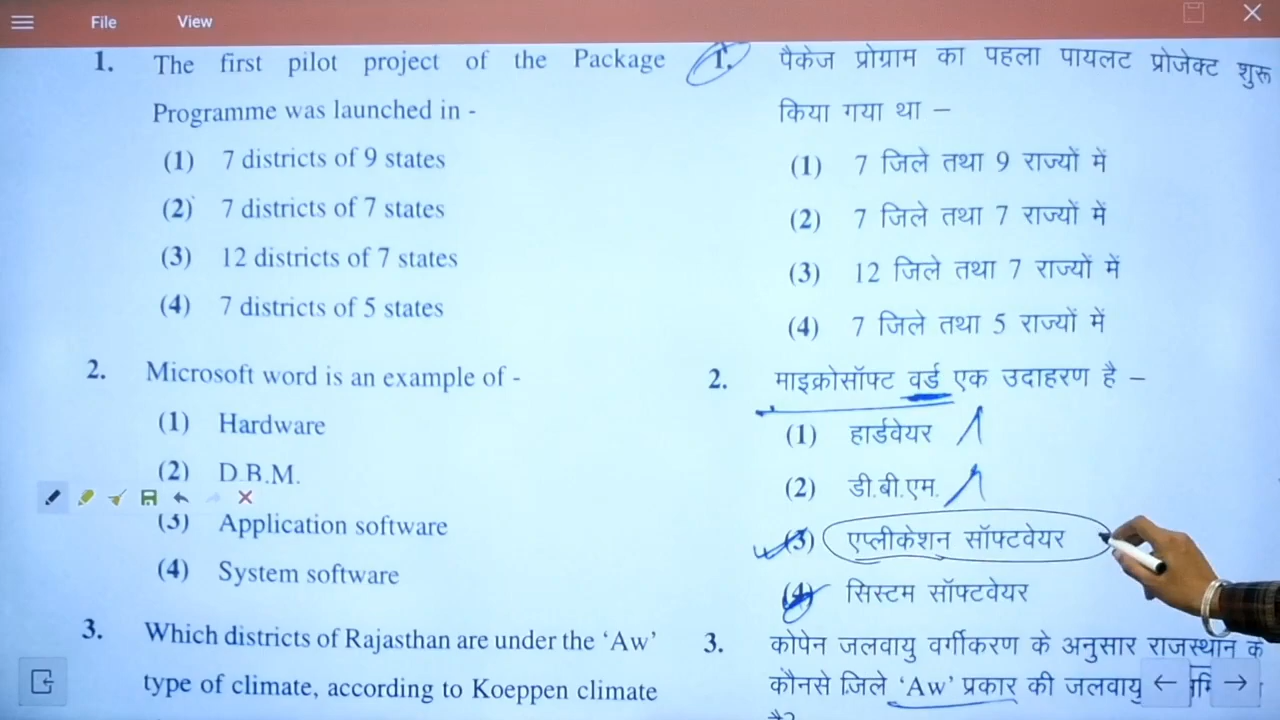 File View
1. The first pilot project of the Package
Programme was launched in -
(1) 7 districts of 9 states
(2) 7 districts of 7 states
(3) 12 districts of 7 states
(4) 7 districts of 5 states
2. Microsoft word is an example of -
(1) Hardware
(2) D.B.M.
(3) Application software
(4) System software
3. Which districts of Rajasthan are under the ‘Aw’
type of climate, according to Koeppen climate
1. पैकेज प्रोग्राम का पहला पायलट प्रोजेक्ट शुरू
किया गया था –
(1) 7 जिले तथा 9 राज्यों में
(2) 7 जिले तथा 7 राज्यों में
(3) 12 जिले तथा 7 राज्यों में
(4) 7 जिले तथा 5 राज्यों में
2. माइक्रोसॉफ्ट वर्ड एक उदाहरण है –
(1) हार्डवेयर
(2) डी.बी.एम.
(3) एप्लीकेशन सॉफ्टवेयर
(4) सिस्टम सॉफ्टवेयर
3. कोपेन जलवायु वर्गीकरण के अनुसार राजस्थान के
कौनसे जिले ‘Aw’ प्रकार की जलवायु
है?